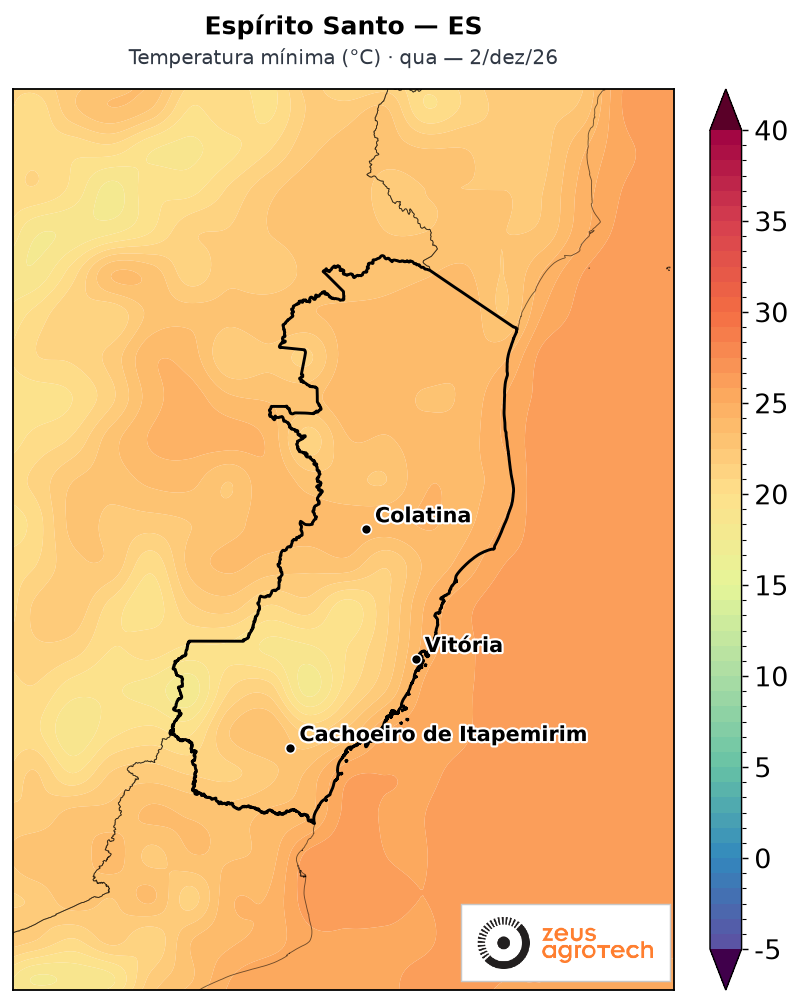 Espírito Santo — ES
Temperatura mínima (°C) · qua — 2/dez/26
40
35
30
25
20
15
10
5
0
-5
Colatina
Vitória
Cachoeiro de Itapemirim
zeus
agrotech